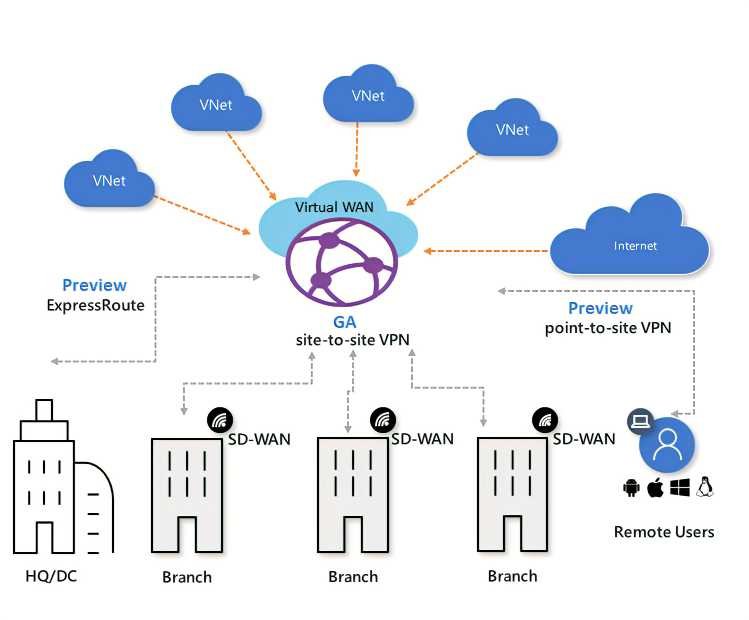 VNet
VNet
VNet
VNet
Virtual WAN
Internet
Preview
ExpressRoute
GA
site-to-site VPN
Preview
point-to-site VPN
SD-WAN
SD-WAN
SD-WAN
HQ/DC
Branch
Branch
Branch
Remote Users